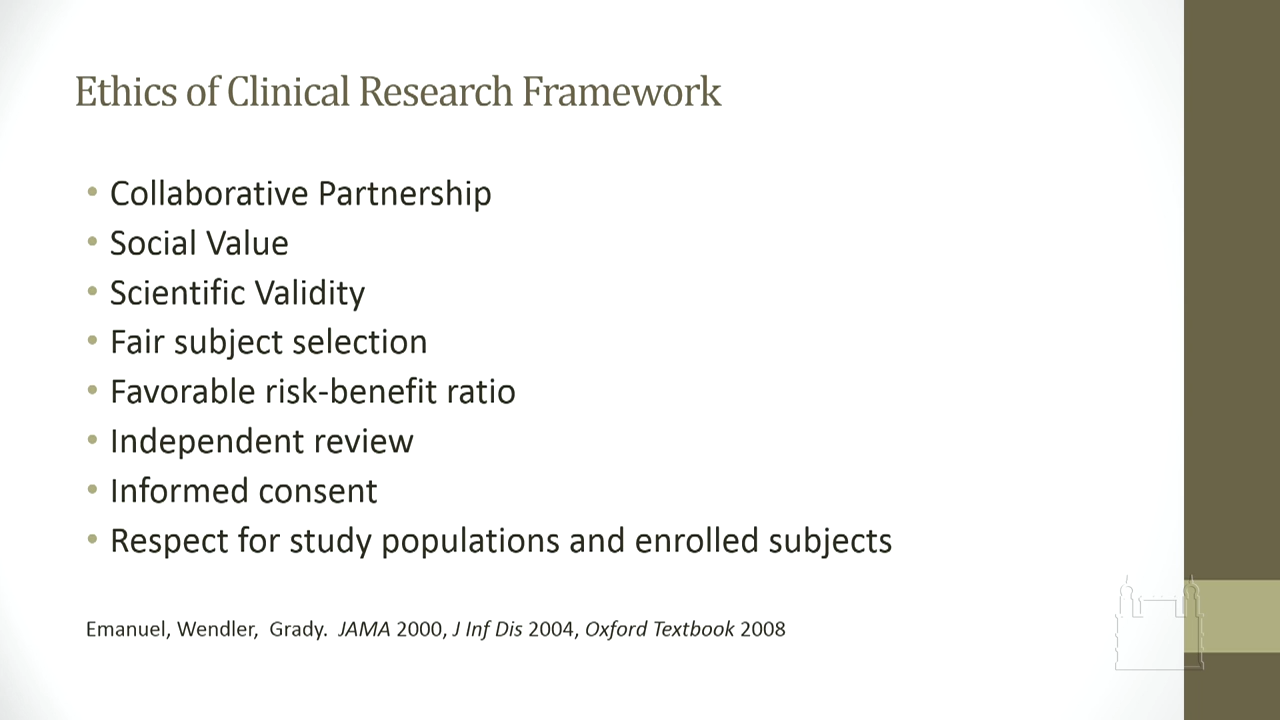 Ethics of Clinical Research Framework
• Collaborative Partnership
• Social Value
• Scientific Validity
• Fair subject selection
• Favorable risk-benefit ratio
• Independent review
• Informed consent
• Respect for study populations and enrolled subjects
Emanuel, Wendler, Grady. JAMA 2000, J Inf Dis 2004, Oxford Textbook 2008